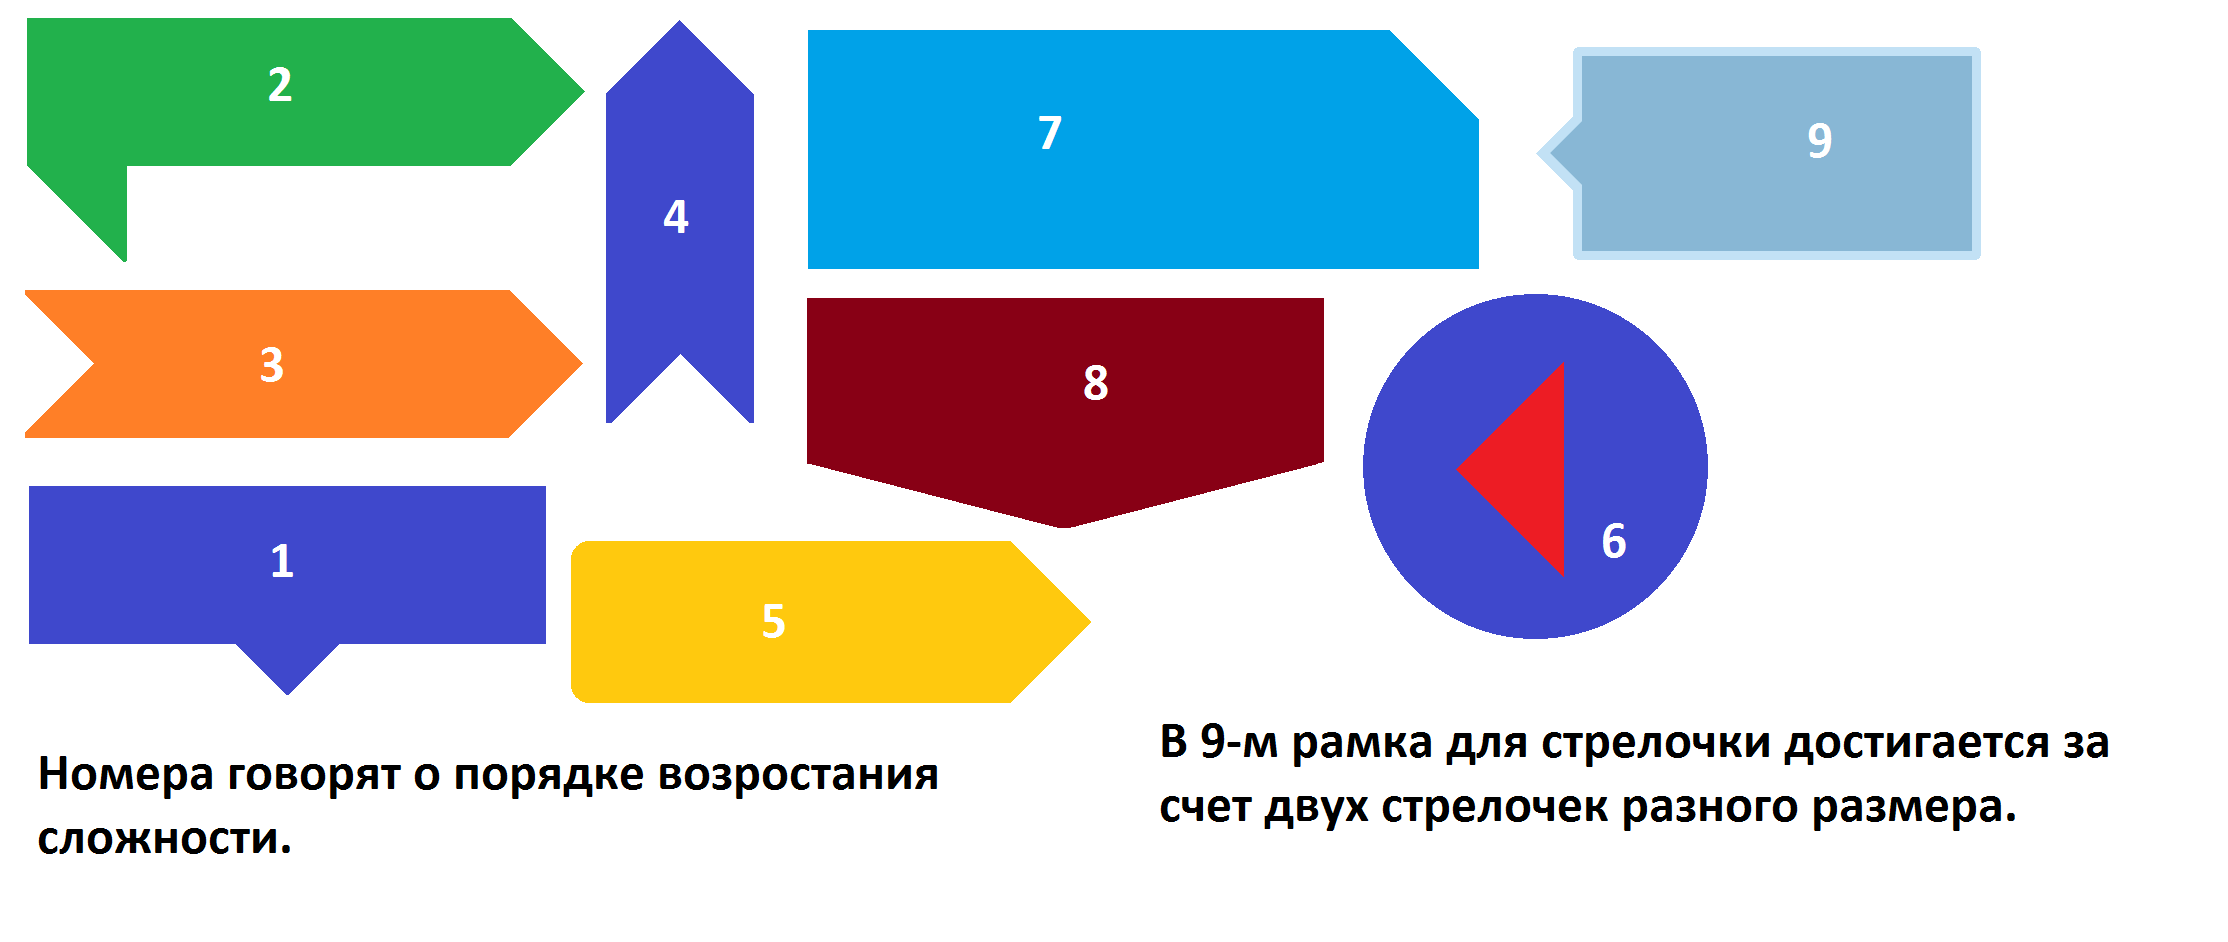 2
4
7
9
3
8
1
5
6
Номера говорят о порядке возростания
сложности.
В 9-м рамка для стрелочки достигается за
счет двух стрелочек разного размера.